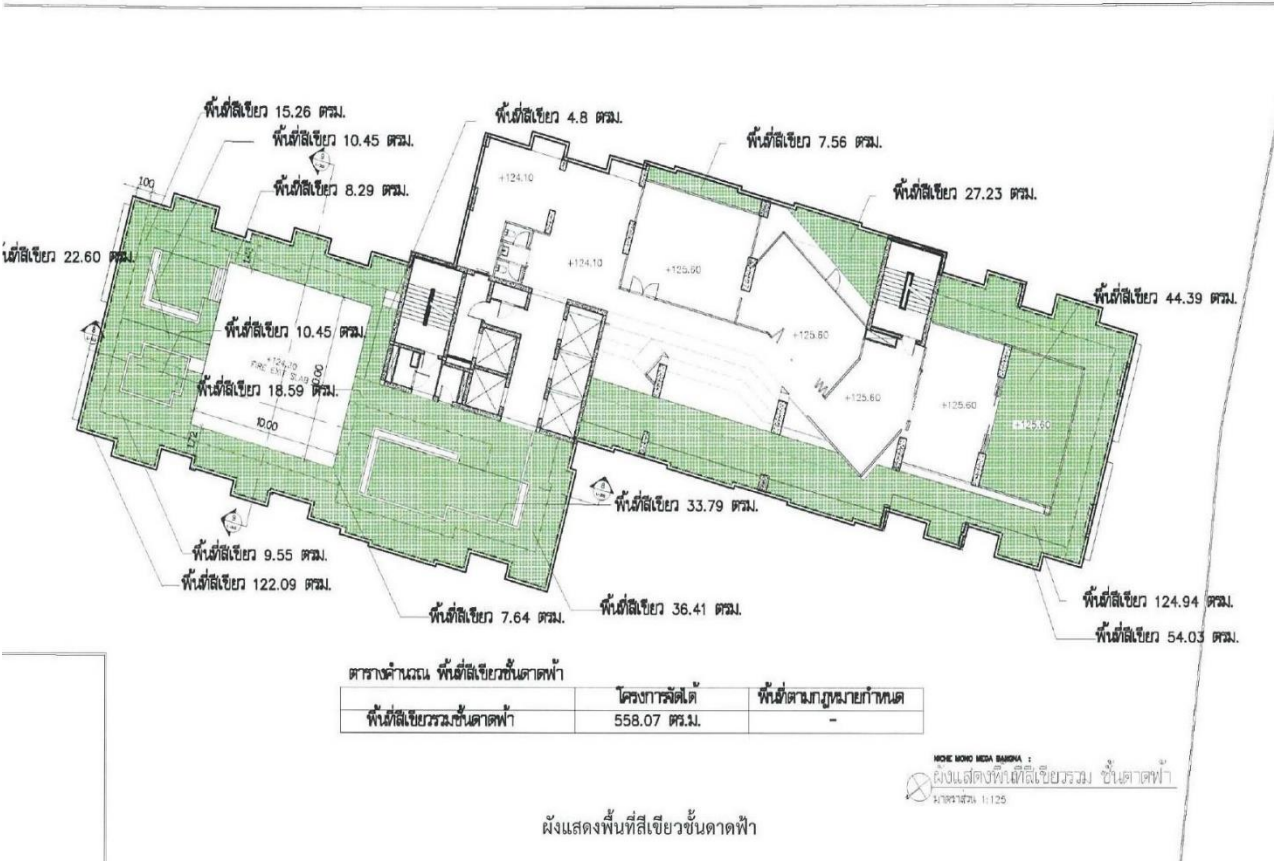 พื้นที่สีเขียว 15.26 ตรม.
พื้นที่สีเขียว 4.8 ตรม.
พื้นที่สีเขียว 10.45 ตรม.
พื้นที่สีเขียว 7.56 ตรม.
+124.10
100
พื้นที่สีเขียว 8.29 ตรม.
พื้นที่สีเขียว 27.23 ตรม.
พื้นที่สีเขียว 22.60 ตรม.
+124.10
+125.60
พื้นที่สีเขียว 44.39 ตรม.
พื้นที่สีเขียว 10.45 ตรม.
+125.60
+124.10
FIRE EXIT SLAB
10.00
พื้นที่สีเขียว 18.59 ตรม.
+125.60
+125.60
+125.60
10.00
พื้นที่สีเขียว 33.79 ตรม.
พื้นที่สีเขียว 9.55 ตรม.
พื้นที่สีเขียว 122.09 ตรม.
พื้นที่สีเขียว 7.64 ตรม.
พื้นที่สีเขียว 36.41 ตรม.
พื้นที่สีเขียว 124.94 ตรม.
พื้นที่สีเขียว 54.03 ตรม.
ตารางคำนวณ พื้นที่สีเขียวชั้นดาดฟ้า
โครงการจัดได้ พื้นที่ตามกฎหมายกำหนด
พื้นที่สีเขียวรวมชั้นดาดฟ้า 558.07 ตร.ม. -
NICHE MONO MEGA BANGNA :
ผังแสดงพื้นที่สีเขียวรวม ชั้นดาดฟ้า
มาตราส่วน 1:125
ผังแสดงพื้นที่สีเขียวชั้นดาดฟ้า